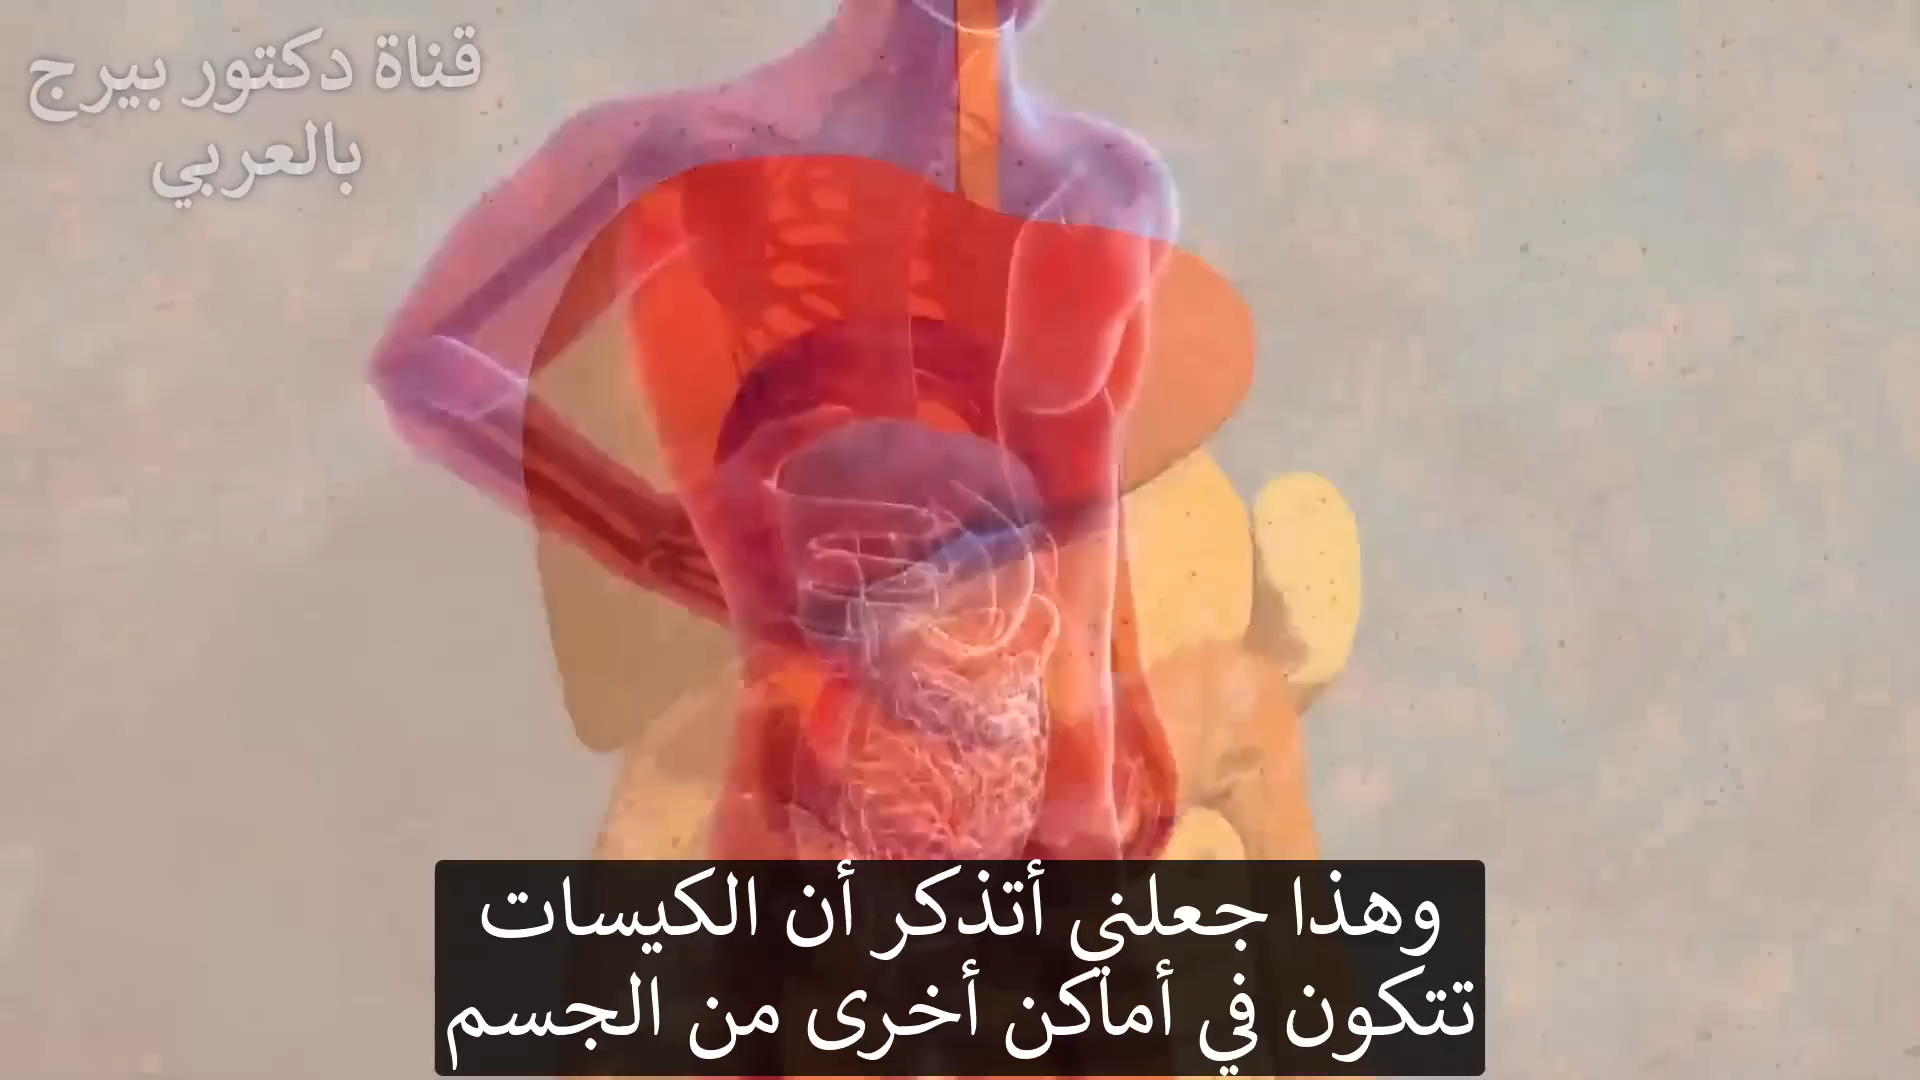 قناة دكتور بيرج
بالعربي
وهذا جعلني أتذكر أن الكيسات
تتكون في أماكن أخرى من الجسم